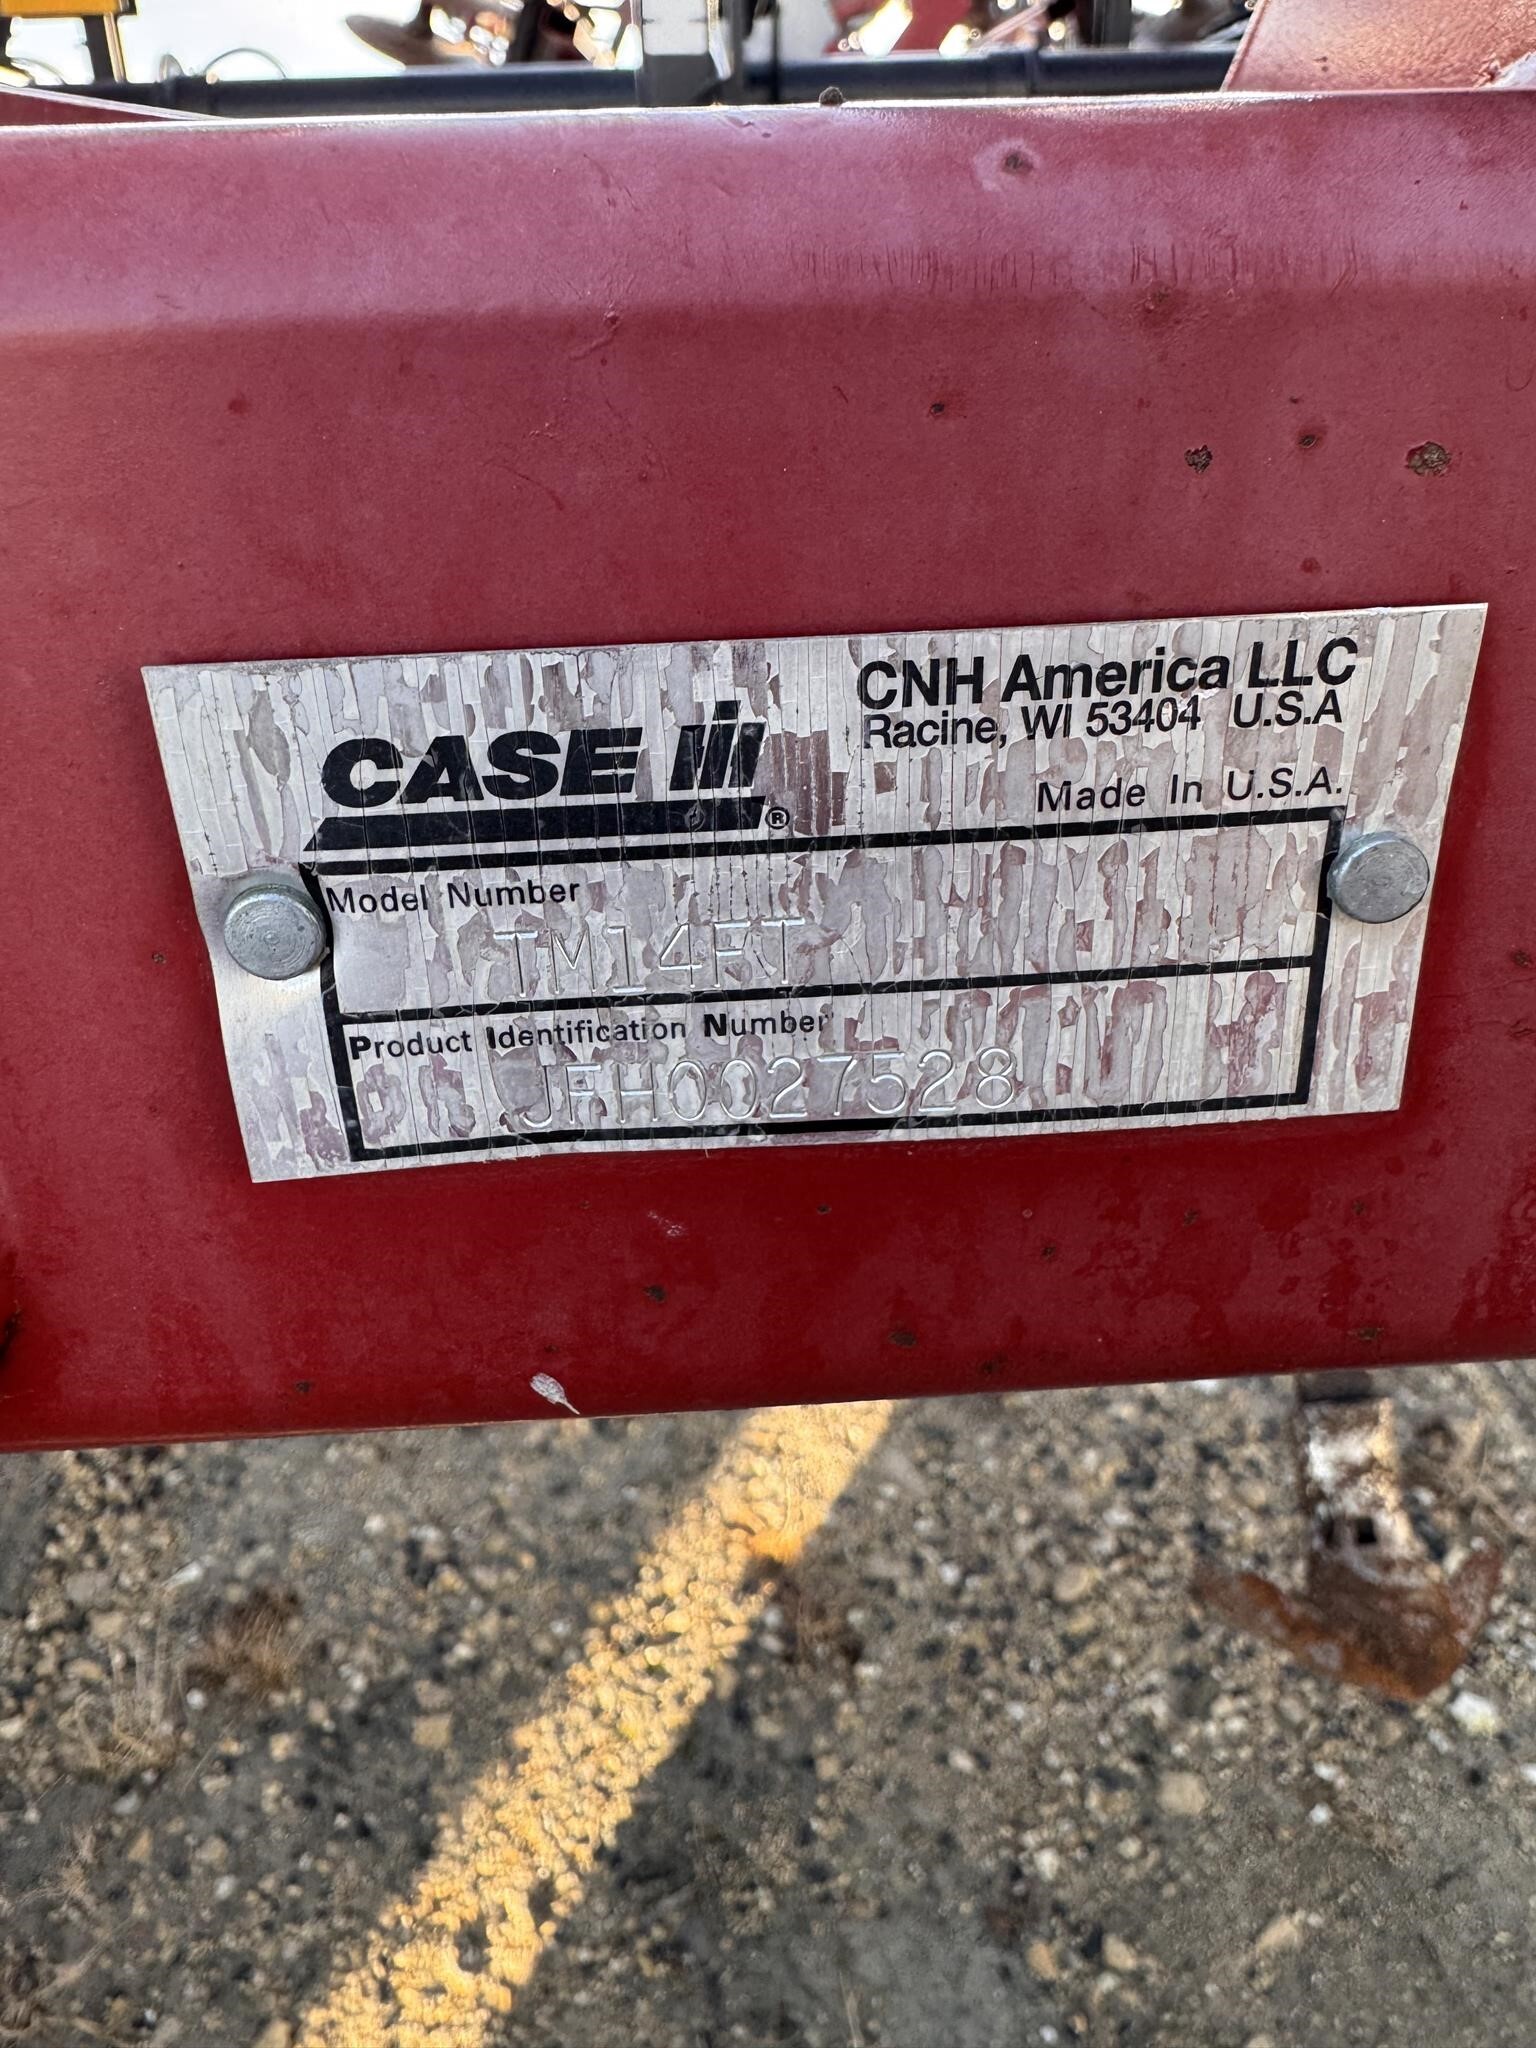 CNH America LLC
Racine, WI 53404 U.S.A
CASE IH ®
Made In U.S.A.
Model Number
TM14FT
Product Identification Number
JFH0027528